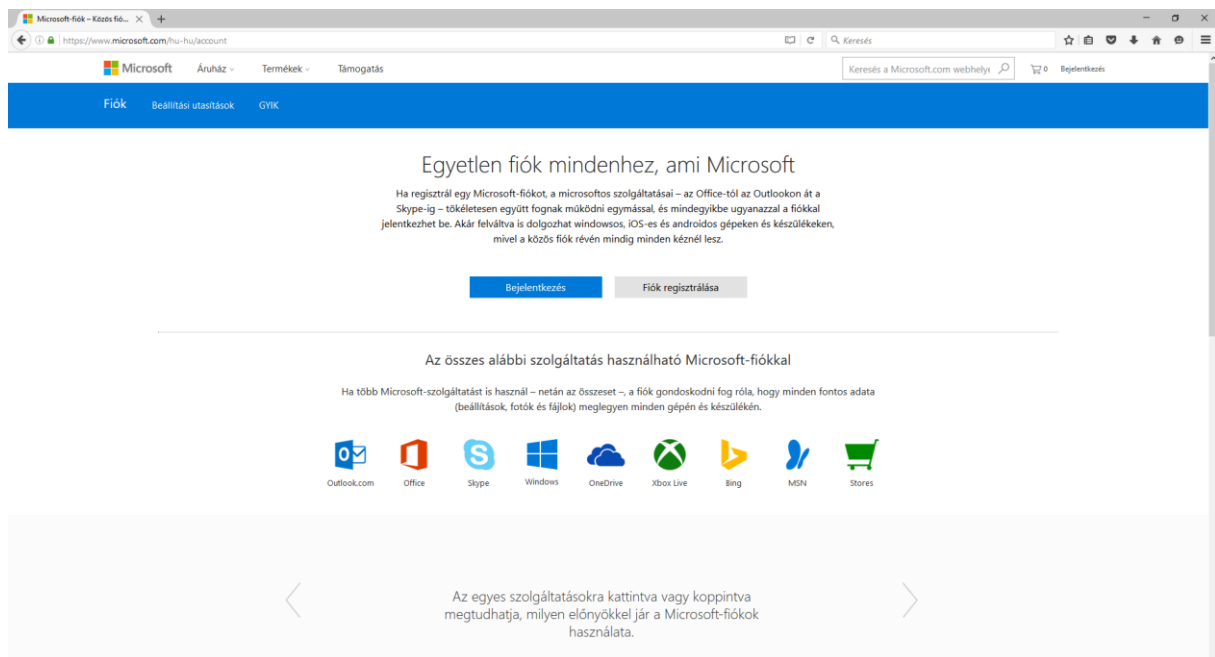 Microsoft-fiók – Közös fió...
https://www.microsoft.com/hu-hu/account
Keresés
Microsoft Áruház Termékek Támogatás
Keresés a Microsoft.com webhelye
0 Bejelentkezés
Fiók Beállítási utasítások GYIK
Egyetlen fiók mindenhez, ami Microsoft
Ha regisztrál egy Microsoft-fiókot, a microsoftos szolgáltatásai – az Office-tól az Outlookon át a
Skype-ig – tökéletesen együtt fognak működni egymással, és mindegyikbe ugyanazzal a fiókkal
jelentkezhet be. Akár felváltva is dolgozhat windowsos, iOS-es és androidos gépeken és készülékeken,
mivel a közös fiók révén mindig minden kéznél lesz.
Bejelentkezés Fiók regisztrálása
Az összes alábbi szolgáltatás használható Microsoft-fiókkal
Ha több Microsoft-szolgáltatást is használ – netán az összeset –, a fiók gondoskodni fog róla, hogy minden fontos adata
(beállítások, fotók és fájlok) meglegyen minden gépén és készülékén.
Outlook.com Office Skype Windows OneDrive Xbox Live Bing MSN Stores
Az egyes szolgáltatásokra kattintva vagy koppintva
megtudhatja, milyen előnyökkel jár a Microsoft-fiókok
használata.